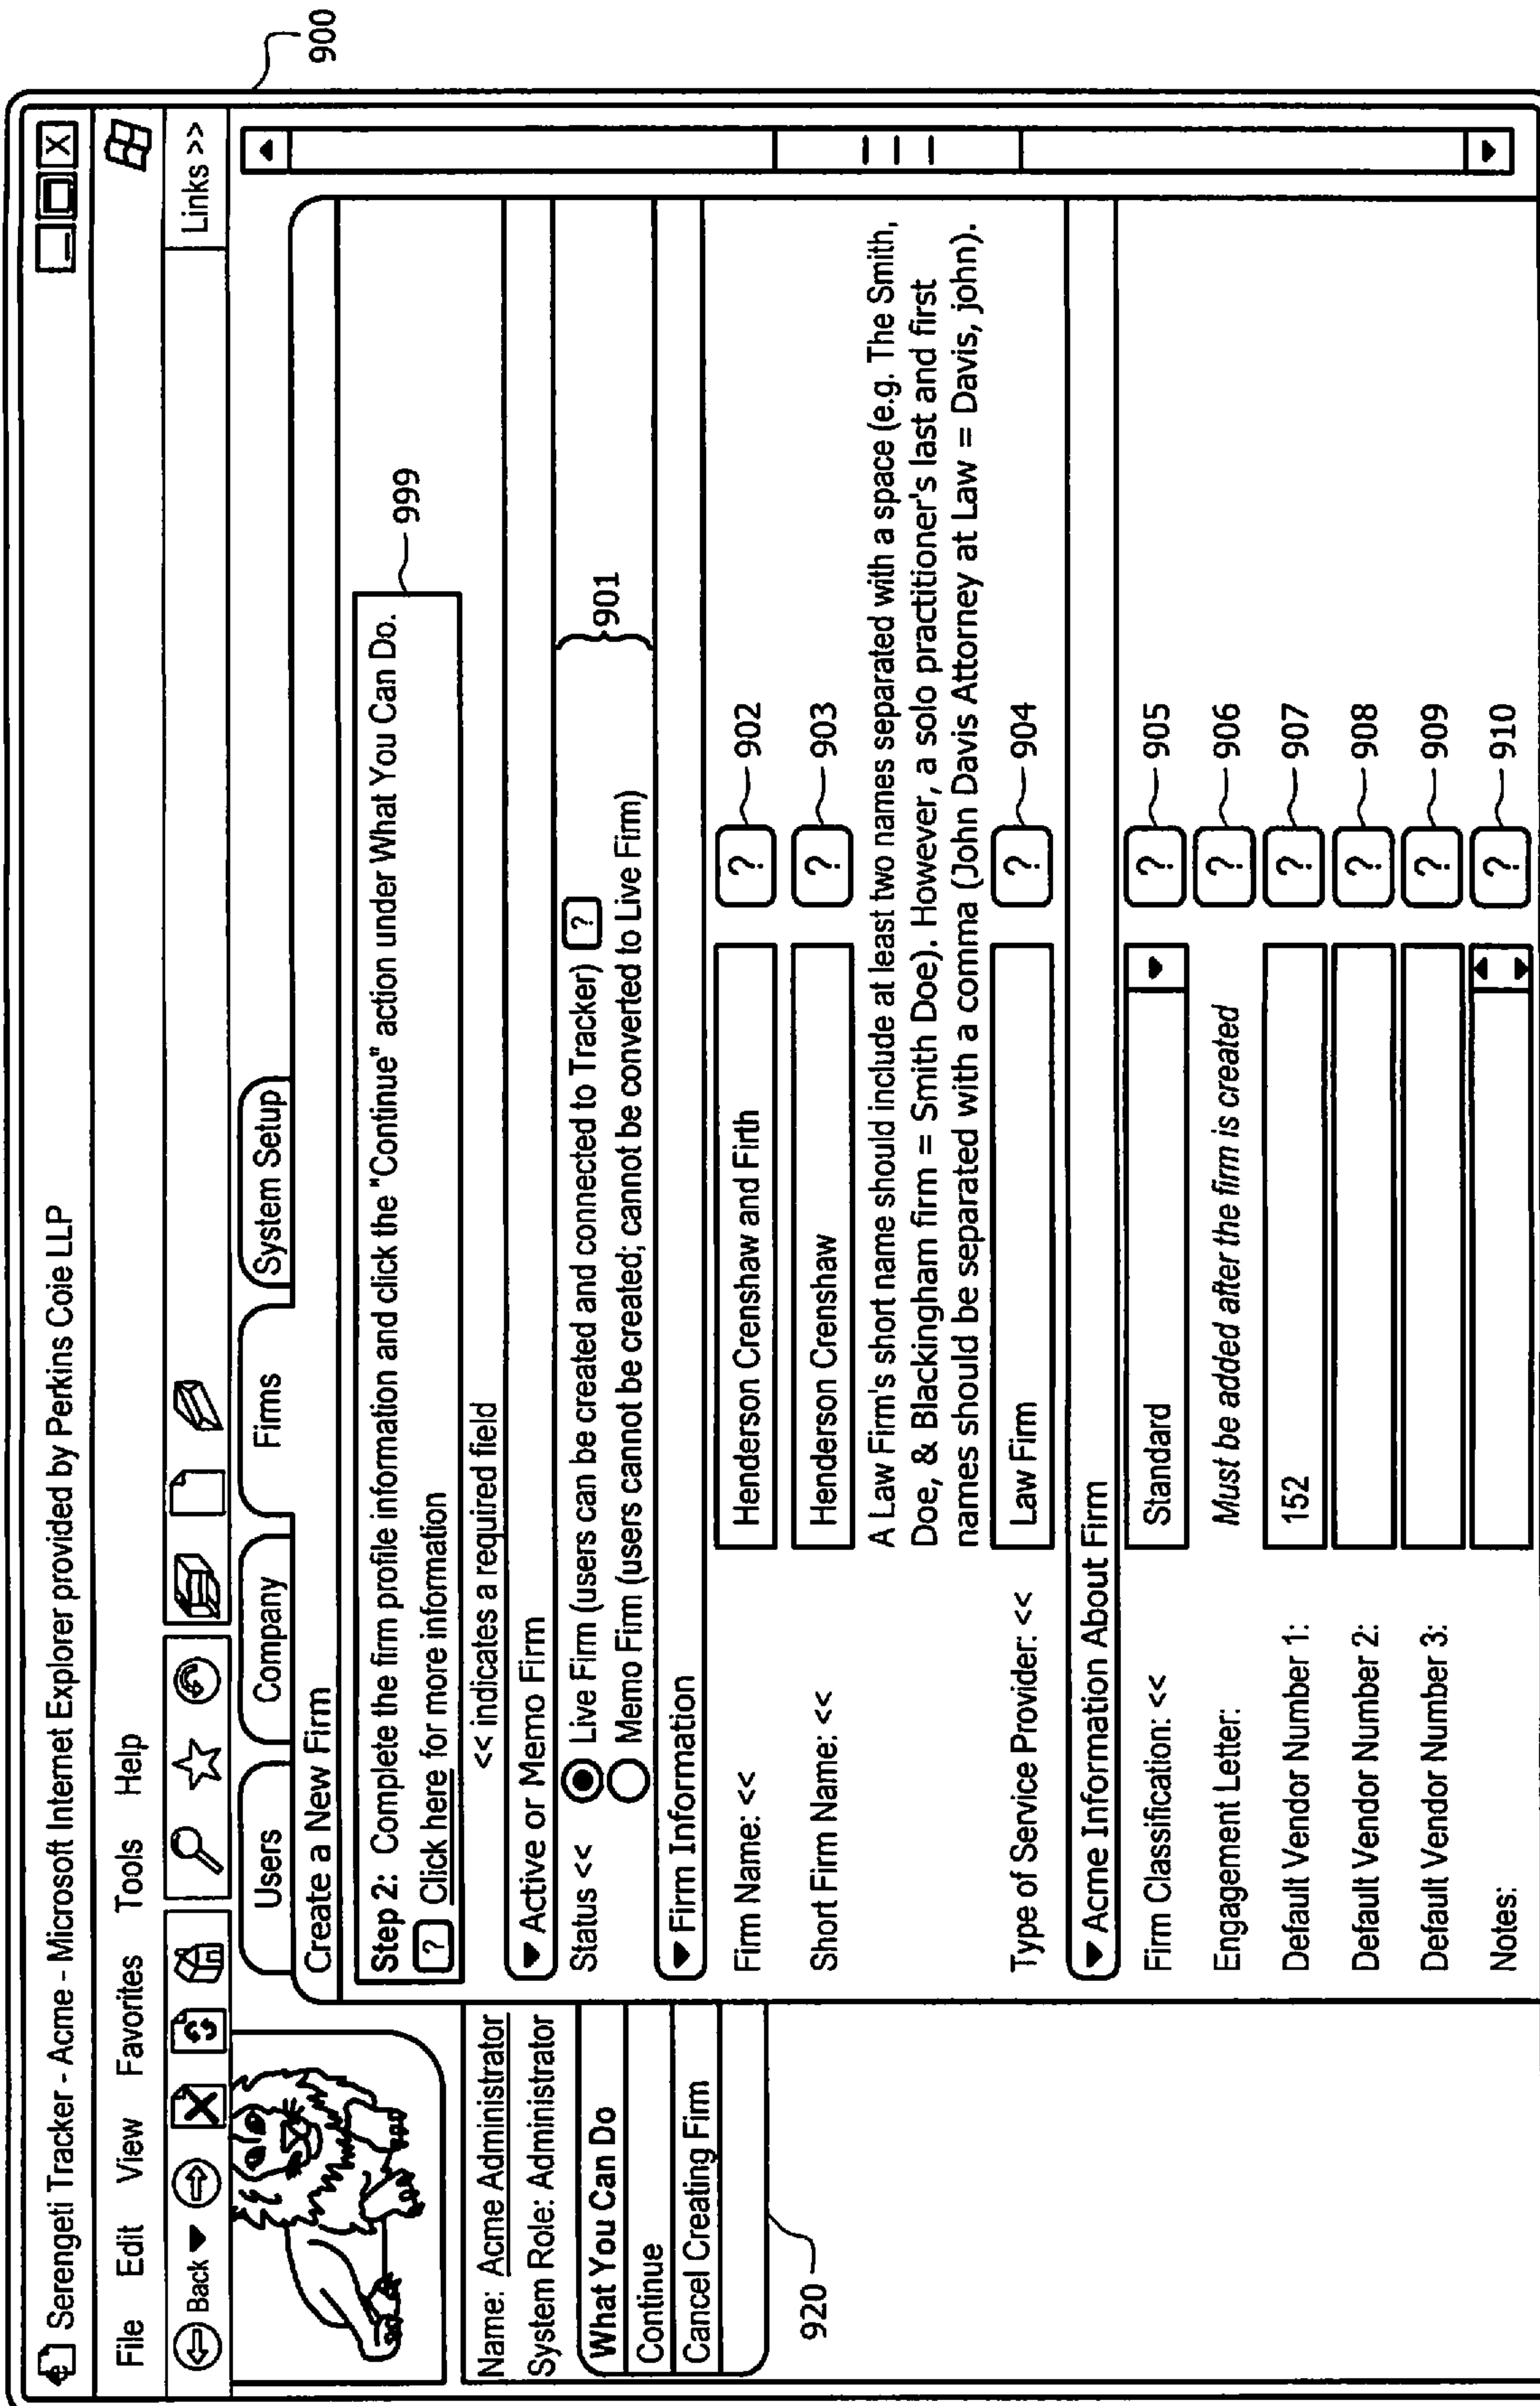 Serengeti Tracker - Acme - Microsoft Internet Explorer provided by Perkins Coie LLP
X
File Edit View Favorites Tools Help
Back
Links >>
900
Users Company Firms System Setup
Create a New Firm
Step 2: Complete the firm profile information and click the "Continue" action under What You Can Do.
? Click here for more information
999
<< indicates a required field
Name: Acme Administrator
System Role: Administrator
What You Can Do
Continue
Cancel Creating Firm
920
Active or Memo Firm
Status << Live Firm (users can be created and connected to Tracker) ?
Memo Firm (users cannot be created; cannot be converted to Live Firm)
901
Firm Information
Firm Name: << Henderson Crenshaw and Firth ? 902
Short Firm Name: << Henderson Crenshaw ? 903
A Law Firm's short name should include at least two names separated with a space (e.g. The Smith,
Doe, & Blackingham firm = Smith Doe). However, a solo practitioner's last and first
names should be separated with a comma (John Davis Attorney at Law = Davis, john).
Type of Service Provider: << Law Firm ? 904
Acme Information About Firm
Firm Classification: << Standard ? 905
Engagement Letter: Must be added after the firm is created ? 906
Default Vendor Number 1: 152 ? 907
Default Vendor Number 2: ? 908
Default Vendor Number 3: ? 909
Notes: ? 910